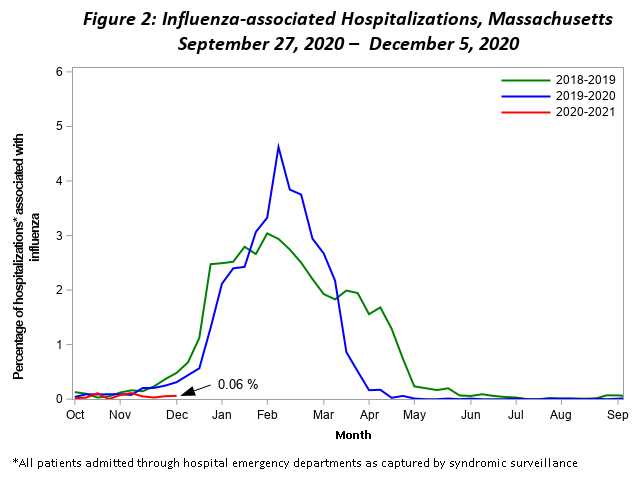 Figure 2: Influenza-associated Hospitalizations, Massachusetts
September 27, 2020 – December 5, 2020
2018-2019
2019-2020
2020-2021
Percentage of hospitalizations* associated with
influenza
6
5
4
3
2
1
0
0.06 %
Oct Nov Dec Jan Feb Mar Apr May Jun Jul Aug Sep
Month
*All patients admitted through hospital emergency departments as captured by syndromic surveillance